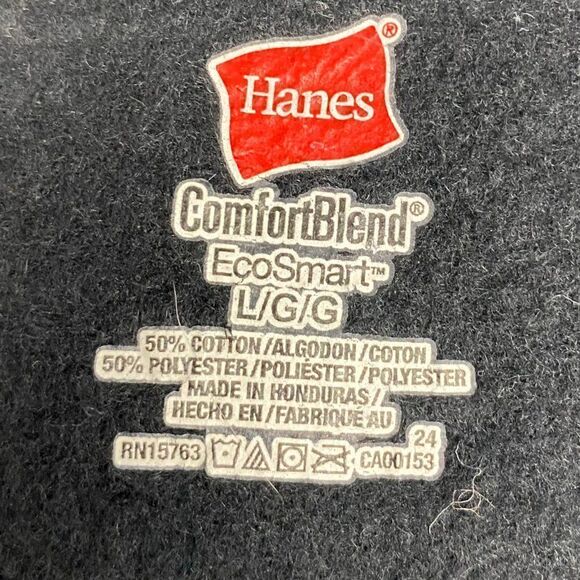 Hanes®
ComfortBlend®
EcoSmart™
L/G/G
50% COTTON/ALGODON/COTON
50% POLYESTER/POLIÉSTER/POLYESTER
MADE IN HONDURAS/
HECHO EN/FABRIQUÉ AU
24
RN15763 CA00153